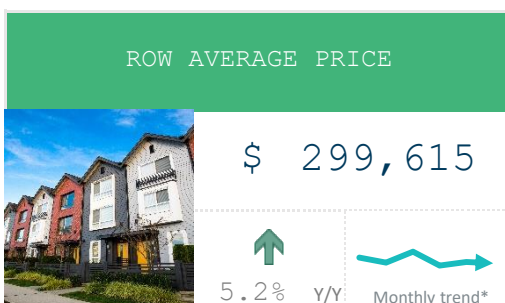 ROW AVERAGE PRICE
$ 299,615
5.2% Y/Y
Monthly trend*